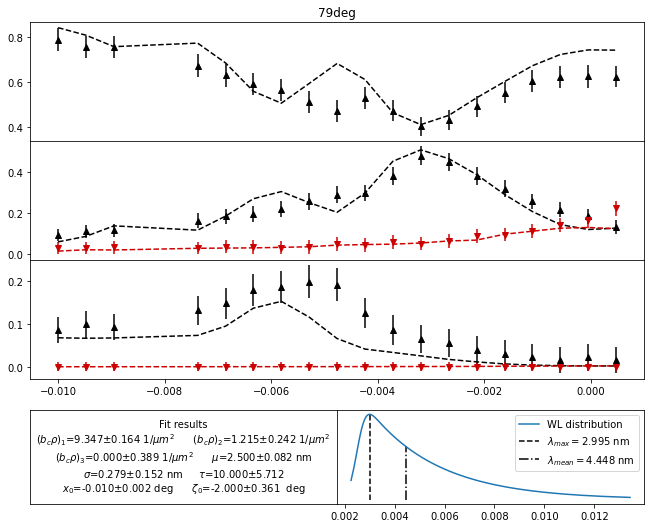 79deg
0.8
0.6
0.4
0.4
0.2
0.0
0.2
0.1
0.0
−0.010 −0.008 −0.006 −0.004 −0.002 0.000
Fit results
(b_cρ)_1=9.347±0.164 1/μm² (b_cρ)_2=1.215±0.242 1/μm²
(b_cρ)_3=0.000±0.389 1/μm² μ=2.500±0.082 nm
σ=0.279±0.152 nm τ=10.000±5.712
x_0=-0.010±0.002 deg ζ_0=-2.000±0.361 deg
WL distribution
λ_max = 2.995 nm
λ_mean = 4.448 nm
0.002 0.004 0.006 0.008 0.010 0.012